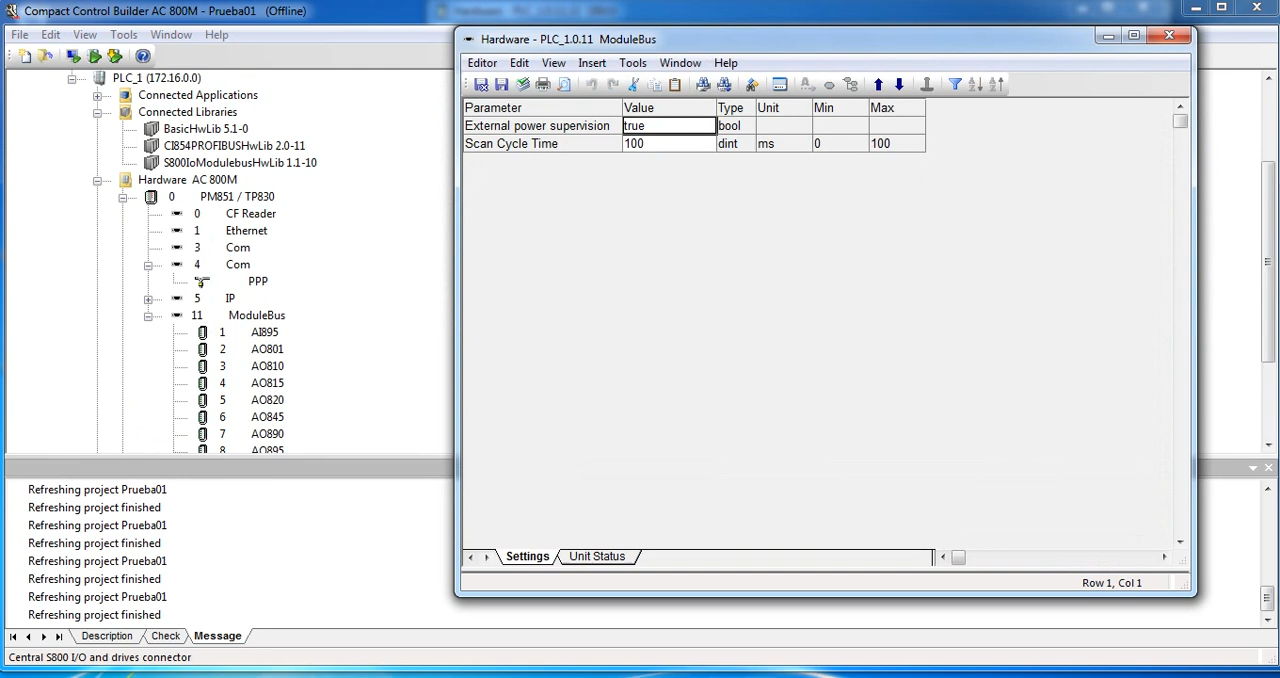 Compact Control Builder AC 800M - Prueba01 (Offline)
File Edit View Tools Window Help
PLC_1 (172.16.0.0)
Connected Applications
Connected Libraries
BasicHwLib 5.1-0
CI854PROFIBUSHwLib 2.0-11
S800IoModulebusHwLib 1.1-10
Hardware AC 800M
0 PM851 / TP830
0 CF Reader
1 Ethernet
3 Com
4 Com
PPP
5 IP
11 ModuleBus
1 AI895
2 AO801
3 AO810
4 AO815
5 AO820
6 AO845
7 AO890
8 AO895
Hardware - PLC_1.0.11 ModuleBus
Editor Edit View Insert Tools Window Help
Parameter Value Type Unit Min Max
External power supervision true bool
Scan Cycle Time 100 dint ms 0 100
Settings Unit Status
Row 1, Col 1
Refreshing project Prueba01
Refreshing project finished
Refreshing project Prueba01
Refreshing project finished
Refreshing project Prueba01
Refreshing project finished
Refreshing project Prueba01
Refreshing project finished
Description Check Message
Central S800 I/O and drives connector